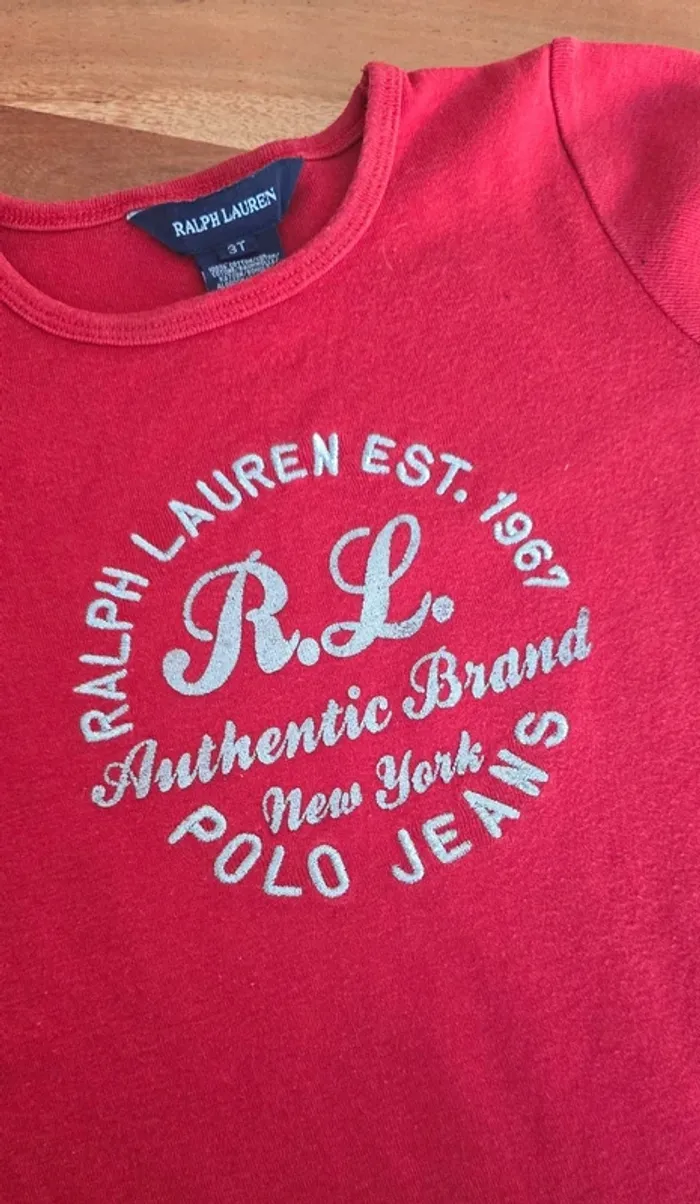 RALPH LAUREN
3T
RALPH LAUREN EST. 1967
R.L.
Authentic Brand
New York
POLO JEANS